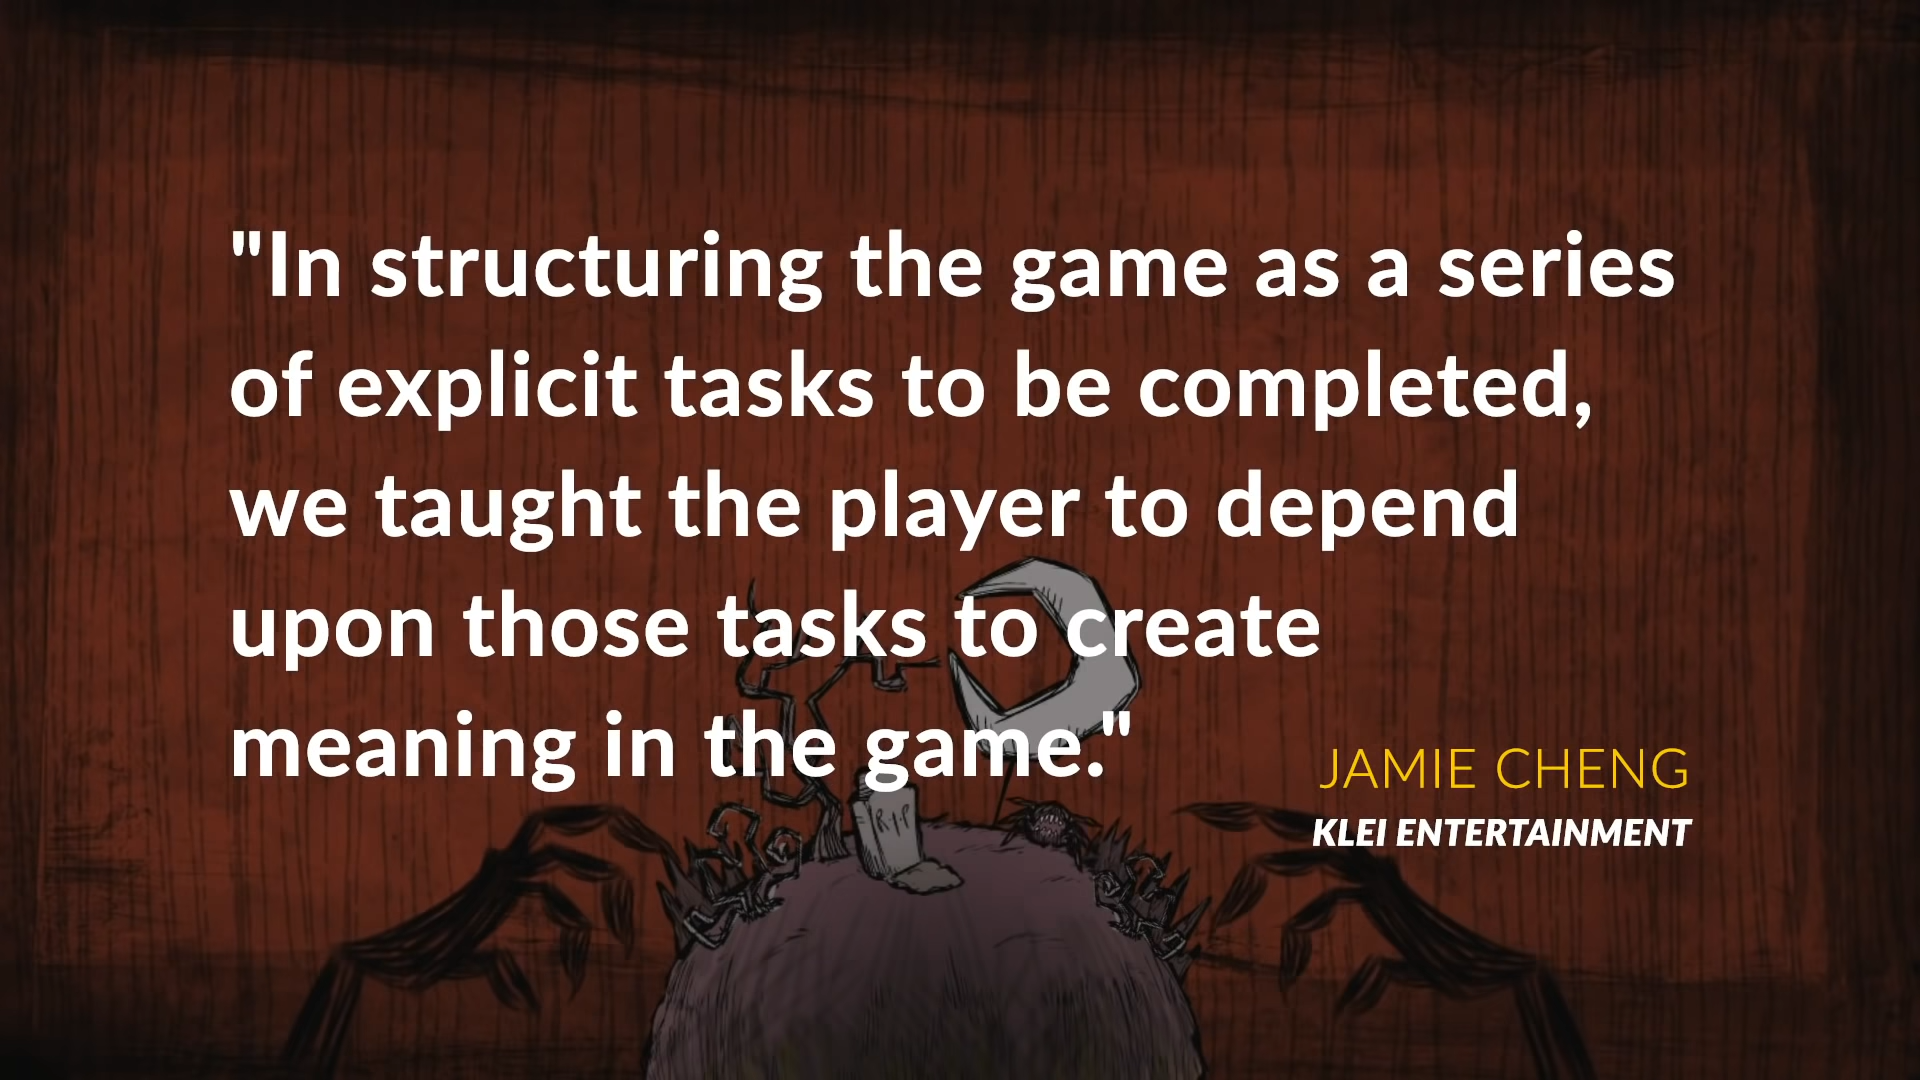 "In structuring the game as a series
of explicit tasks to be completed,
we taught the player to depend
upon those tasks to create
meaning in the game."
JAMIE CHENG
KLEI ENTERTAINMENT
R·I·P